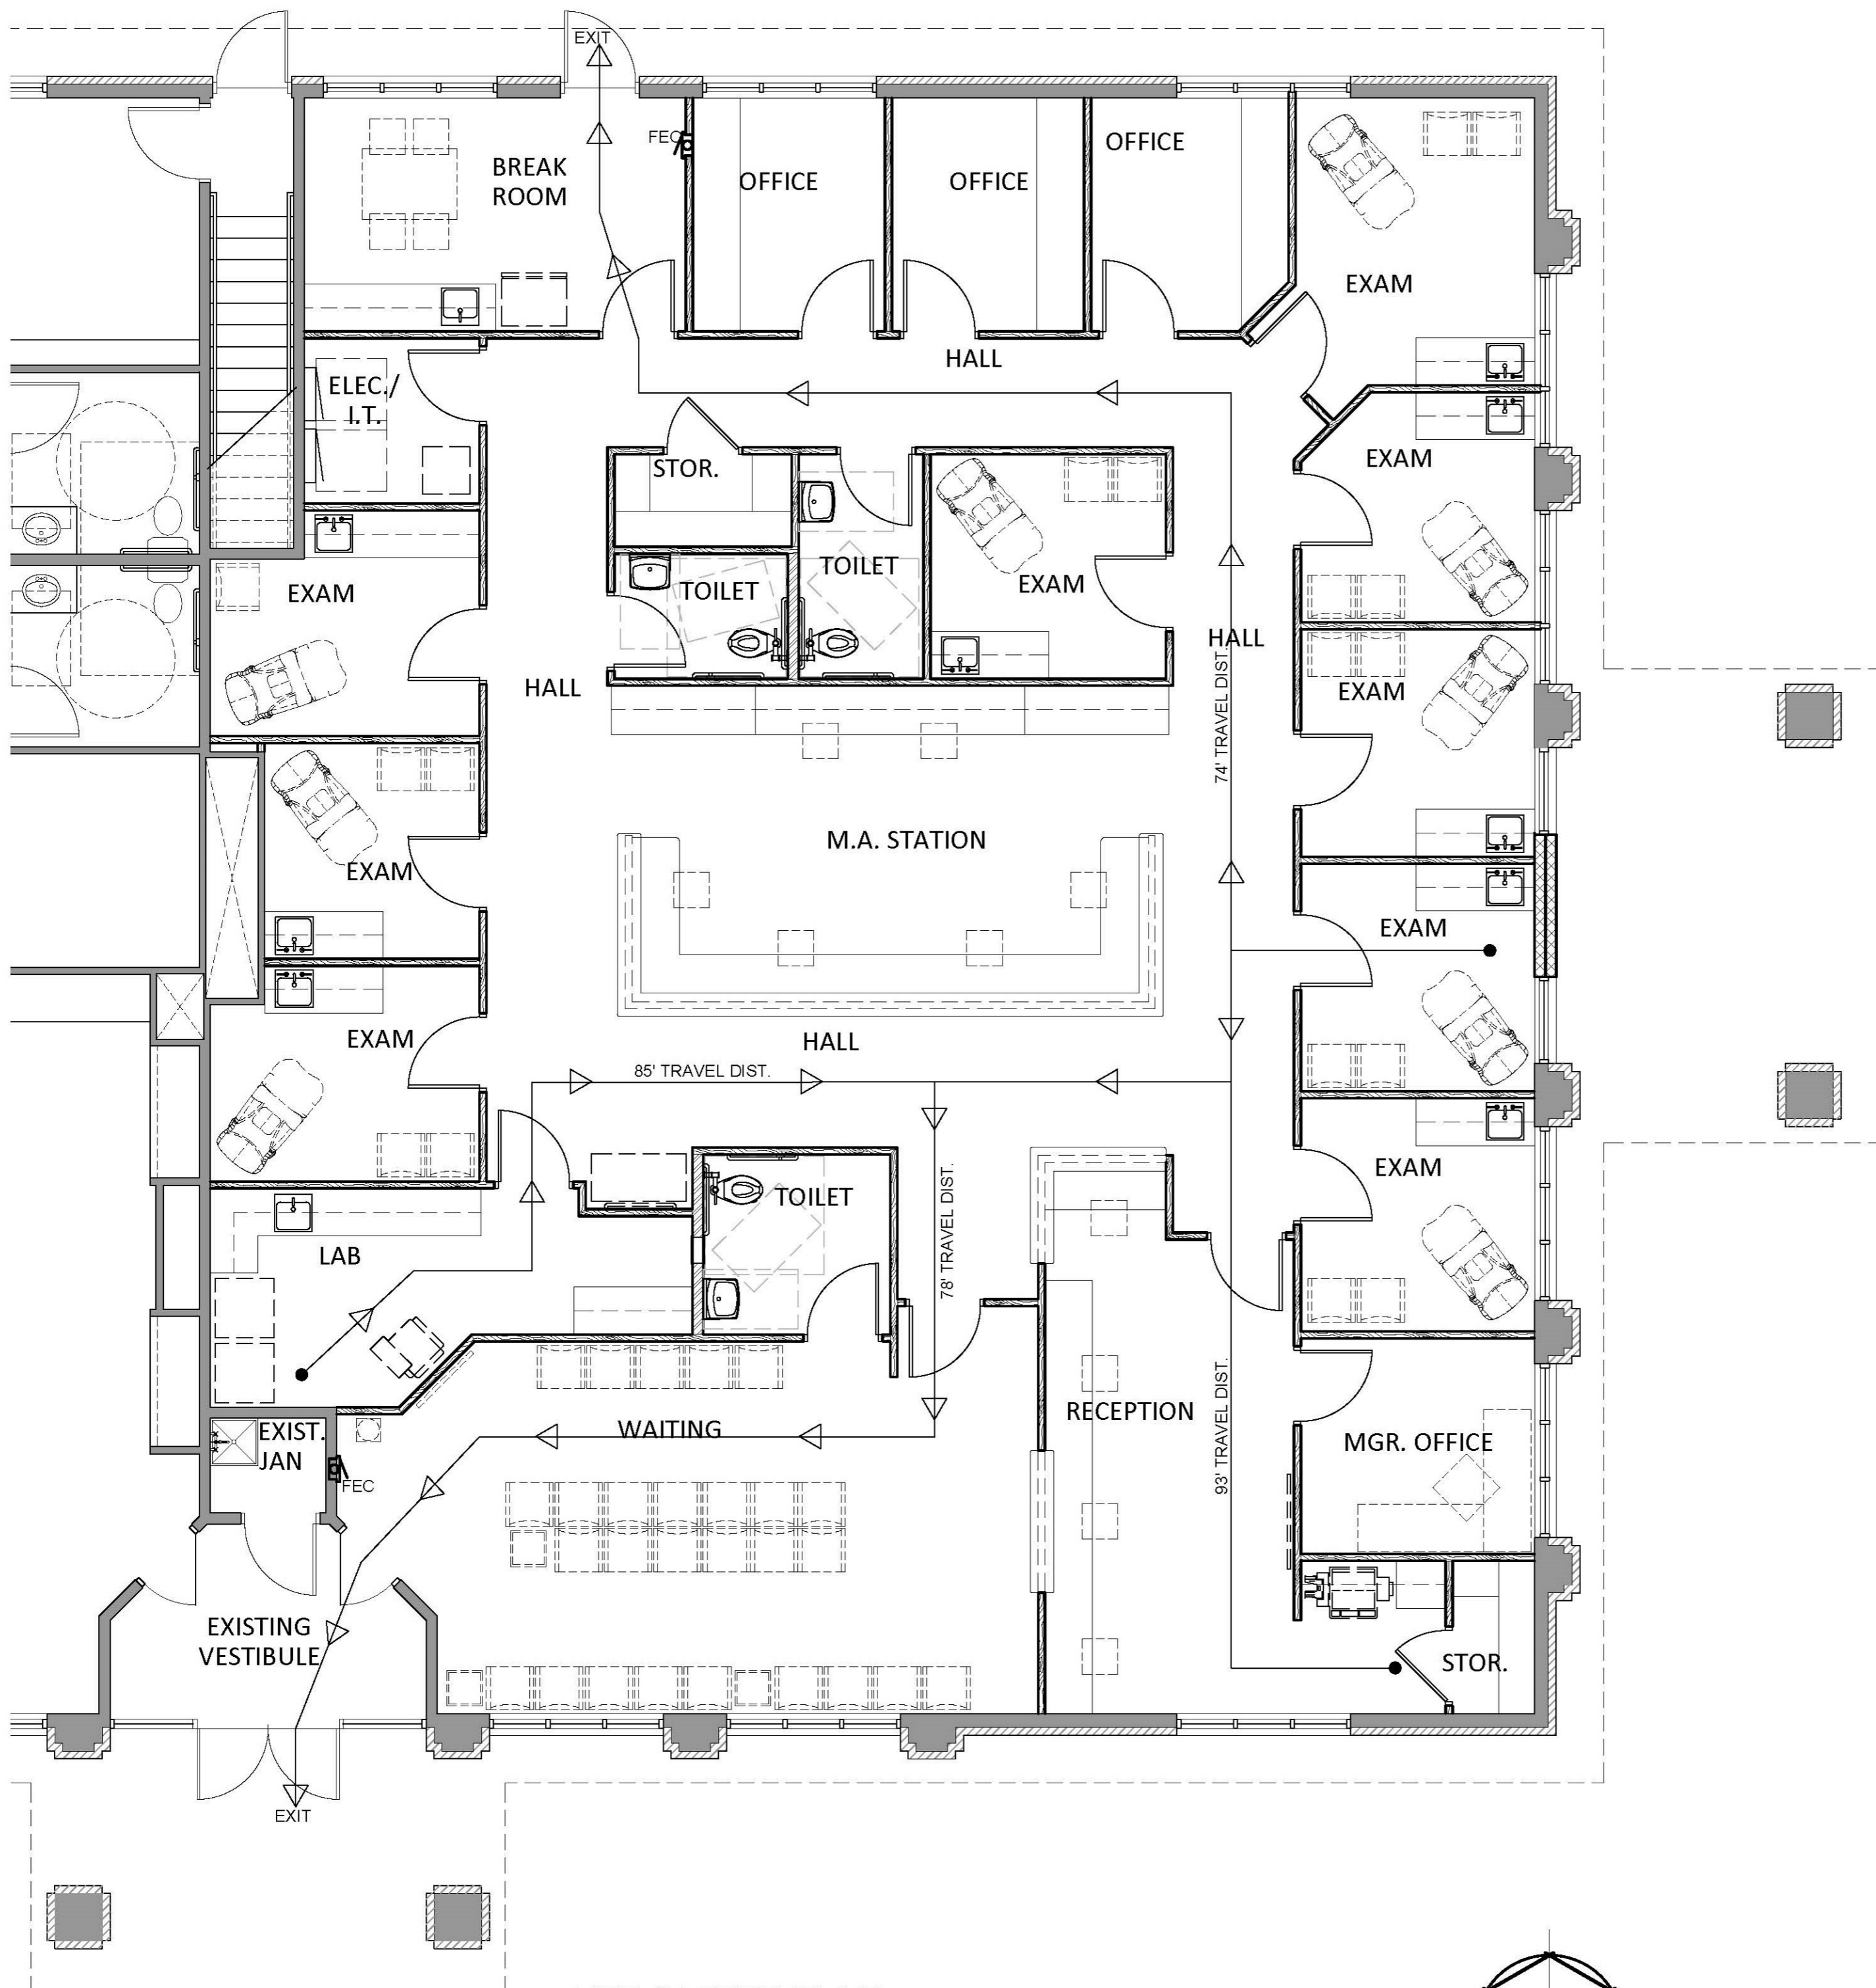 EXIT
FEC
BREAK
ROOM
OFFICE
OFFICE
OFFICE
EXAM
HALL
ELEC./
I.T.
STOR.
EXAM
TOILET
TOILET
EXAM
EXAM
HALL
HALL
EXAM
74' TRAVEL DIST.
M.A. STATION
EXAM
EXAM
EXAM
HALL
85' TRAVEL DIST.
EXAM
TOILET
78' TRAVEL DIST.
LAB
RECEPTION
93' TRAVEL DIST.
WAITING
EXIST.
JAN
MGR. OFFICE
FEC
EXISTING
VESTIBULE
STOR.
EXIT